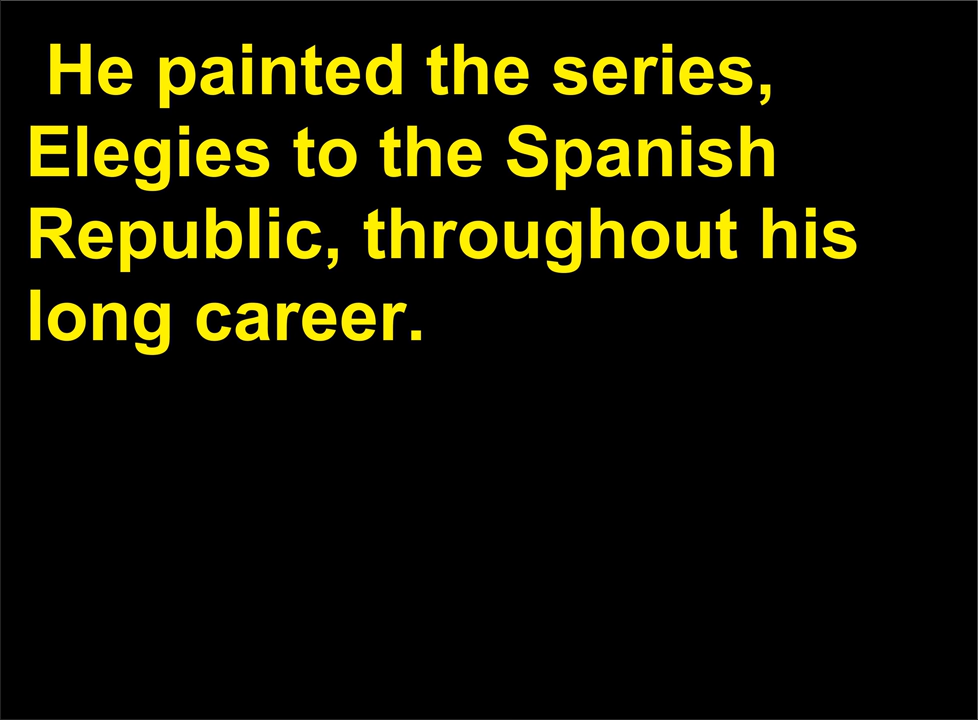 He painted the series,
Elegies to the Spanish
Republic, throughout his
long career.